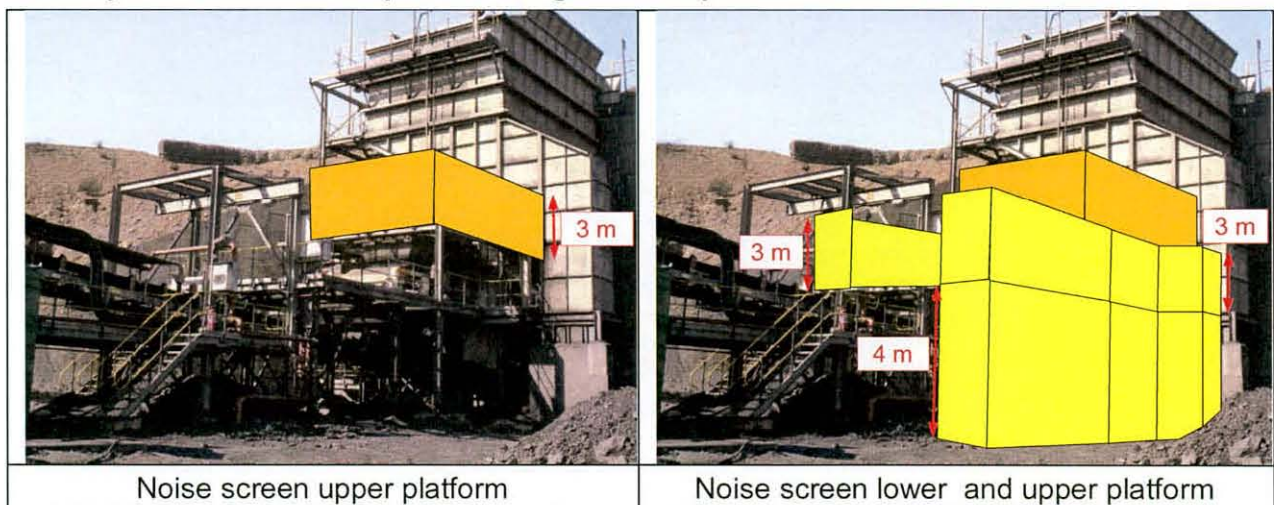 3 m
3 m
3 m
4 m
Noise screen upper platform
Noise screen lower and upper platform